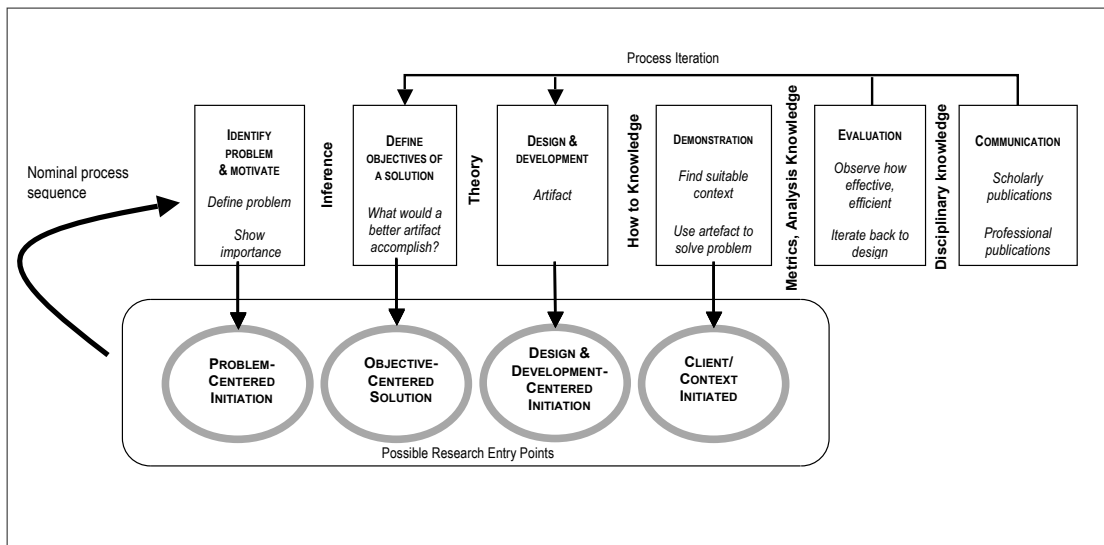 Process Iteration
Nominal process
sequence
IDENTIFY
PROBLEM
& MOTIVATE
Define problem
Show
importance
Inference
DEFINE
OBJECTIVES OF
A SOLUTION
What would a
better artifact
accomplish?
Theory
DESIGN &
DEVELOPMENT
Artifact
How to Knowledge
DEMONSTRATION
Find suitable
context
Use artefact to
solve problem
Metrics, Analysis Knowledge
EVALUATION
Observe how
effective,
efficient
Iterate back to
design
Disciplinary knowledge
COMMUNICATION
Scholarly
publications
Professional
publications
PROBLEM-
CENTERED
INITIATION
OBJECTIVE-
CENTERED
SOLUTION
DESIGN &
DEVELOPMENT-
CENTERED
INITIATION
CLIENT/
CONTEXT
INITIATED
Possible Research Entry Points